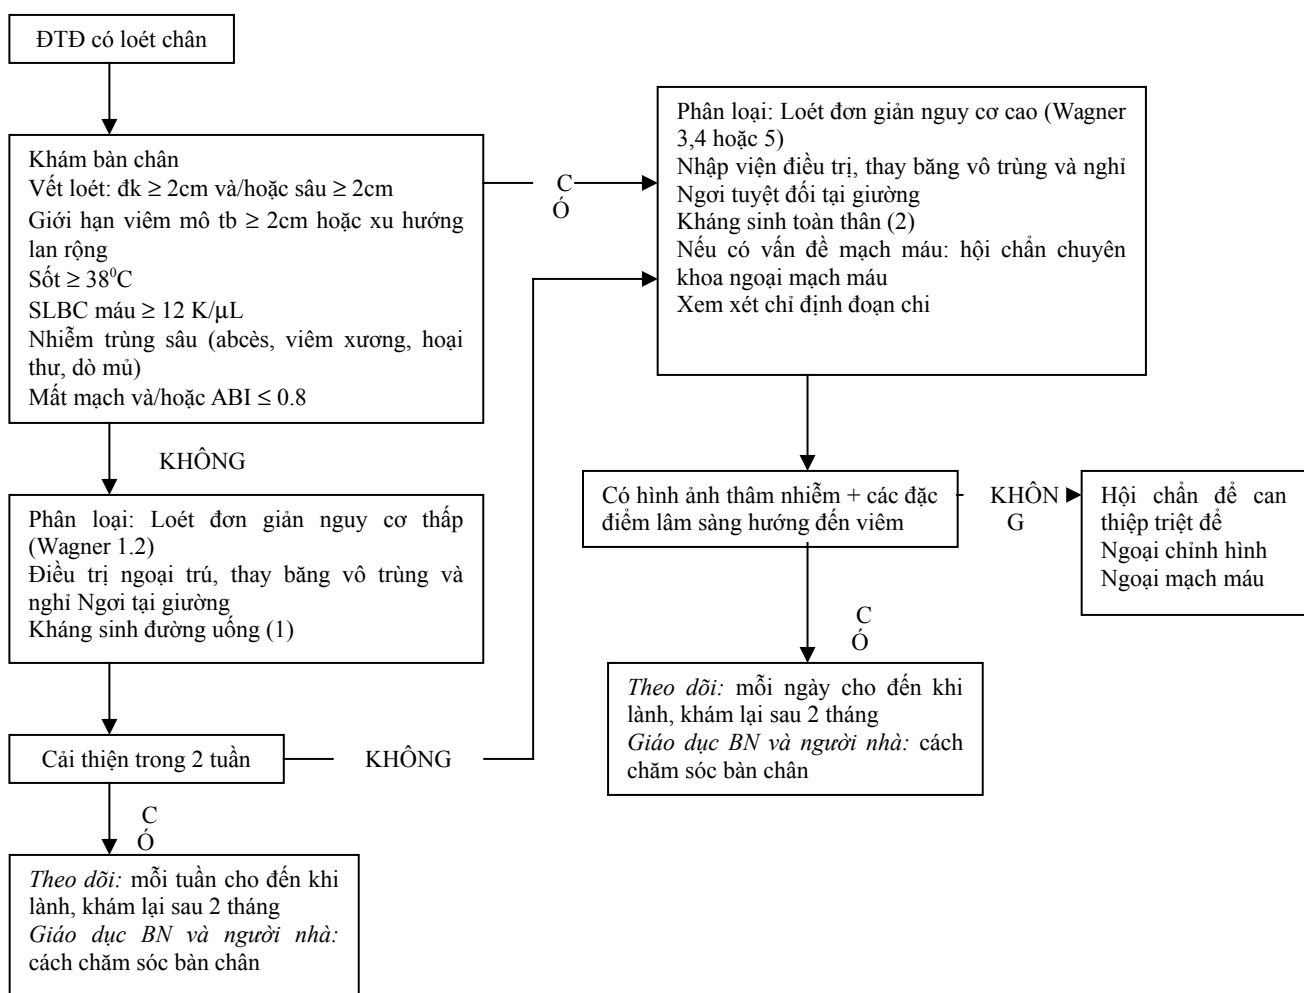 ĐTĐ có loét chân
Khám bàn chân
Vết loét: đk ≥ 2cm và/hoặc sâu ≥ 2cm
Giới hạn viêm mô tb ≥ 2cm hoặc xu hướng
lan rộng
Sốt ≥ 38⁰C
SLBC máu ≥ 12 K/μL
Nhiễm trùng sâu (abcès, viêm xương, hoại
thư, dò mủ)
Mất mạch và/hoặc ABI ≤ 0.8
C
Ó
Phân loại: Loét đơn giản nguy cơ cao (Wagner
3,4 hoặc 5)
Nhập viện điều trị, thay băng vô trùng và nghỉ
Ngơi tuyệt đối tại giường
Kháng sinh toàn thân (2)
Nếu có vấn đề mạch máu: hội chẩn chuyên
khoa ngoại mạch máu
Xem xét chỉ định đoạn chi
KHÔNG
Phân loại: Loét đơn giản nguy cơ thấp
(Wagner 1.2)
Điều trị ngoại trú, thay băng vô trùng và
nghỉ Ngơi tại giường
Kháng sinh đường uống (1)
Có hình ảnh thâm nhiễm + các đặc
điểm lâm sàng hướng đến viêm
KHÔN
G
Hội chẩn để can
thiệp triệt để
Ngoại chỉnh hình
Ngoại mạch máu
C
Ó
Theo dõi: mỗi ngày cho đến khi
lành, khám lại sau 2 tháng
Giáo dục BN và người nhà: cách
chăm sóc bàn chân
Cải thiện trong 2 tuần
KHÔNG
C
Ó
Theo dõi: mỗi tuần cho đến khi
lành, khám lại sau 2 tháng
Giáo dục BN và người nhà:
cách chăm sóc bàn chân